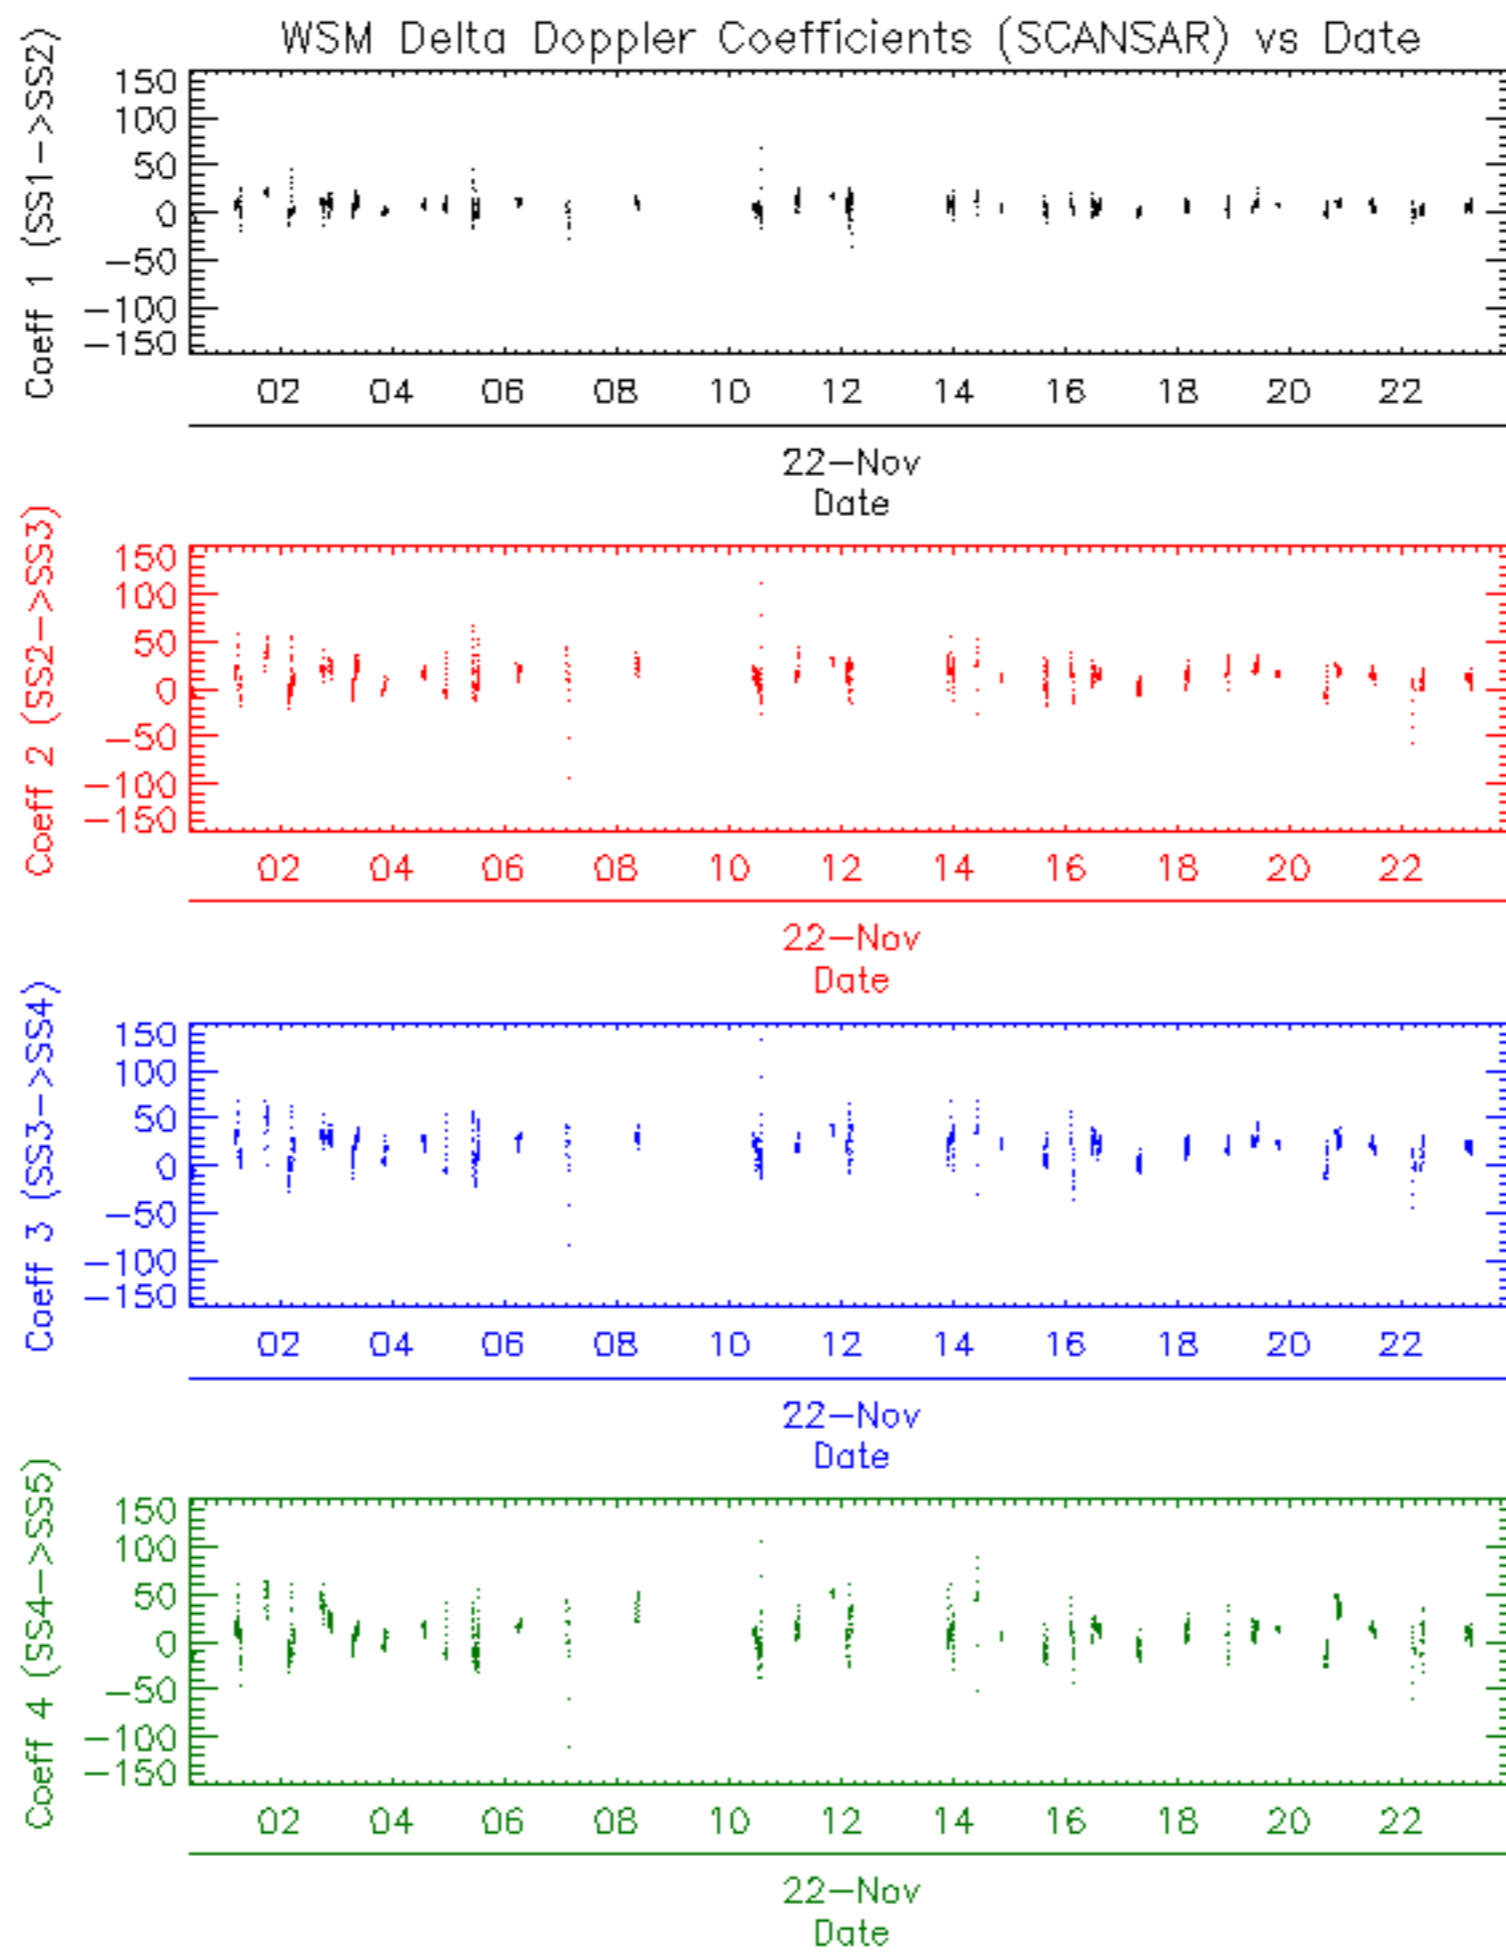 WSM Delta Doppler Coefficients (SCANSAR) vs Date
Coeff 1 (SS1->SS2)
150
100
50
0
-50
-100
-150
02 04 06 08 10 12 14 16 18 20 22
22-Nov
Date
Coeff 2 (SS2->SS3)
150
100
50
0
-50
-100
-150
02 04 06 08 10 12 14 16 18 20 22
22-Nov
Date
Coeff 3 (SS3->SS4)
150
100
50
0
-50
-100
-150
02 04 06 08 10 12 14 16 18 20 22
22-Nov
Date
Coeff 4 (SS4->SS5)
150
100
50
0
-50
-100
-150
02 04 06 08 10 12 14 16 18 20 22
22-Nov
Date